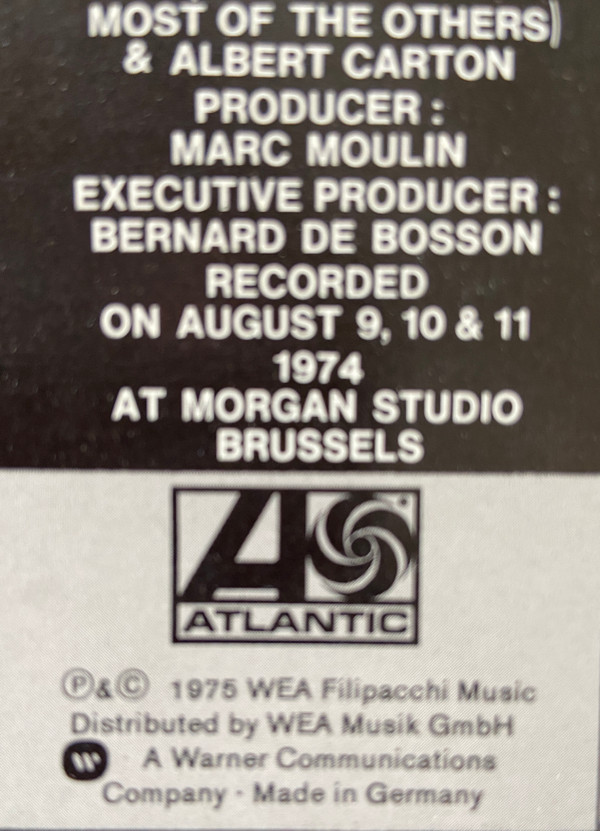 MOST OF THE OTHERS)
& ALBERT CARTON
PRODUCER :
MARC MOULIN
EXECUTIVE PRODUCER :
BERNARD DE BOSSON
RECORDED
ON AUGUST 9, 10 & 11
1974
AT MORGAN STUDIO
BRUSSELS
ATLANTIC
Ⓟ&© 1975 WEA Filipacchi Music
Distributed by WEA Musik GmbH
A Warner Communications
Company · Made in Germany